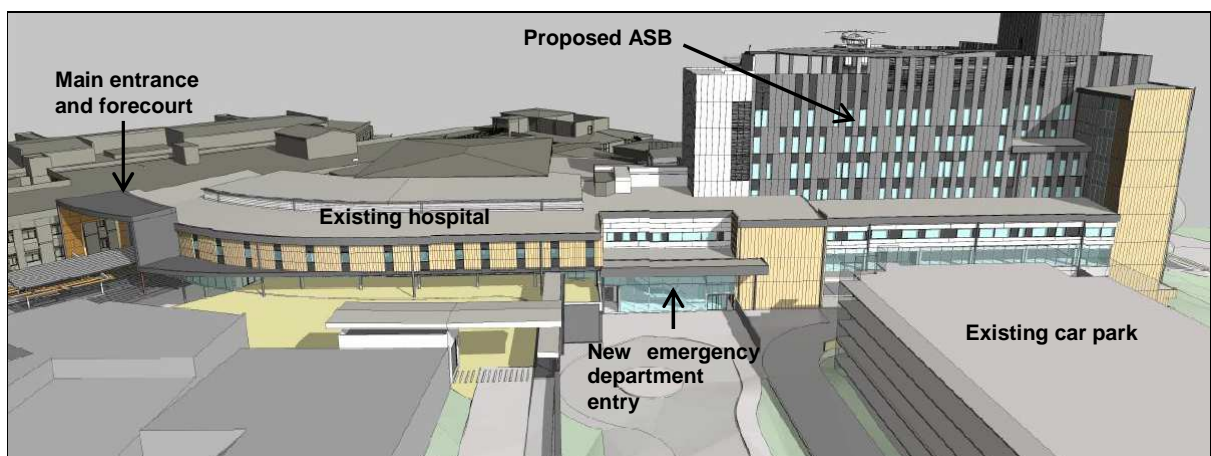 Proposed ASB
Main entrance
and forecourt
Existing hospital
Existing car park
New emergency
department
entry